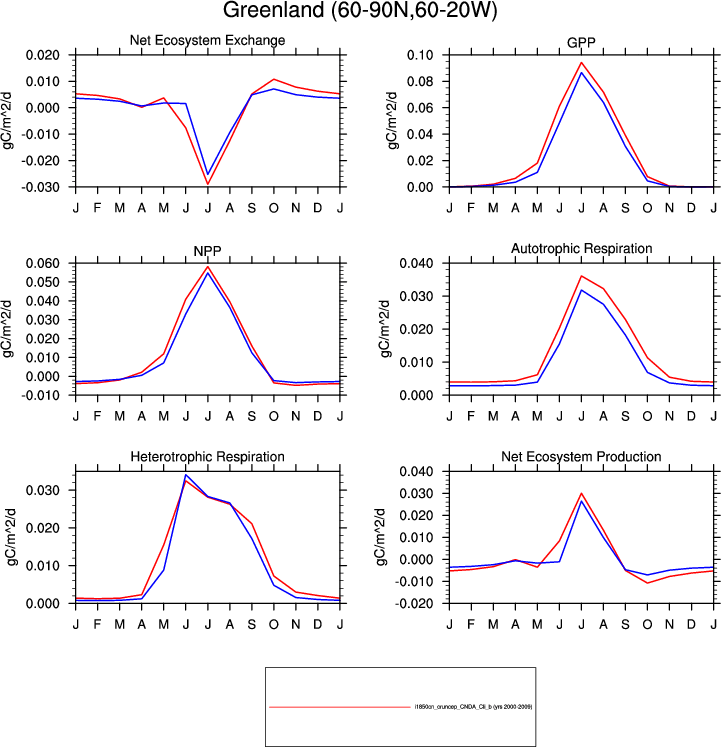 Greenland (60-90N,60-20W)
Net Ecosystem Exchange
gC/m^2/d
0.020
0.010
0.000
-0.010
-0.020
-0.030
J F M A M J J A S O N D J
GPP
gC/m^2/d
0.10
0.08
0.06
0.04
0.02
0.00
J F M A M J J A S O N D J
NPP
gC/m^2/d
0.060
0.050
0.040
0.030
0.020
0.010
0.000
-0.010
J F M A M J J A S O N D J
Autotrophic Respiration
gC/m^2/d
0.040
0.030
0.020
0.010
0.000
J F M A M J J A S O N D J
Heterotrophic Respiration
gC/m^2/d
0.030
0.020
0.010
0.000
J F M A M J J A S O N D J
Net Ecosystem Production
gC/m^2/d
0.040
0.030
0.020
0.010
0.000
-0.010
-0.020
J F M A M J J A S O N D J
i1850cn_cruncep_CNDA_Cli_b (yrs 2000-2009)